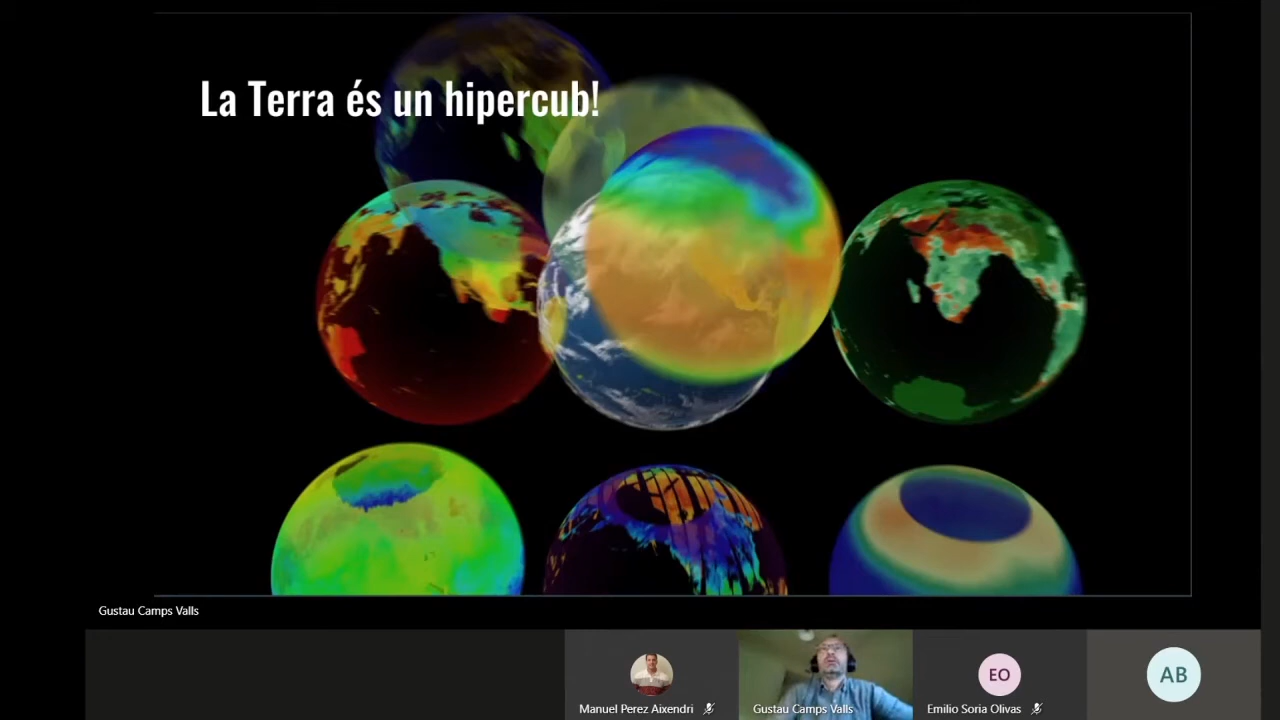 La Terra és un hipercub!
Gustau Camps Valls
EO
AB
Manuel Perez Aixendri
Gustau Camps Valls
Emilio Soria Olivas